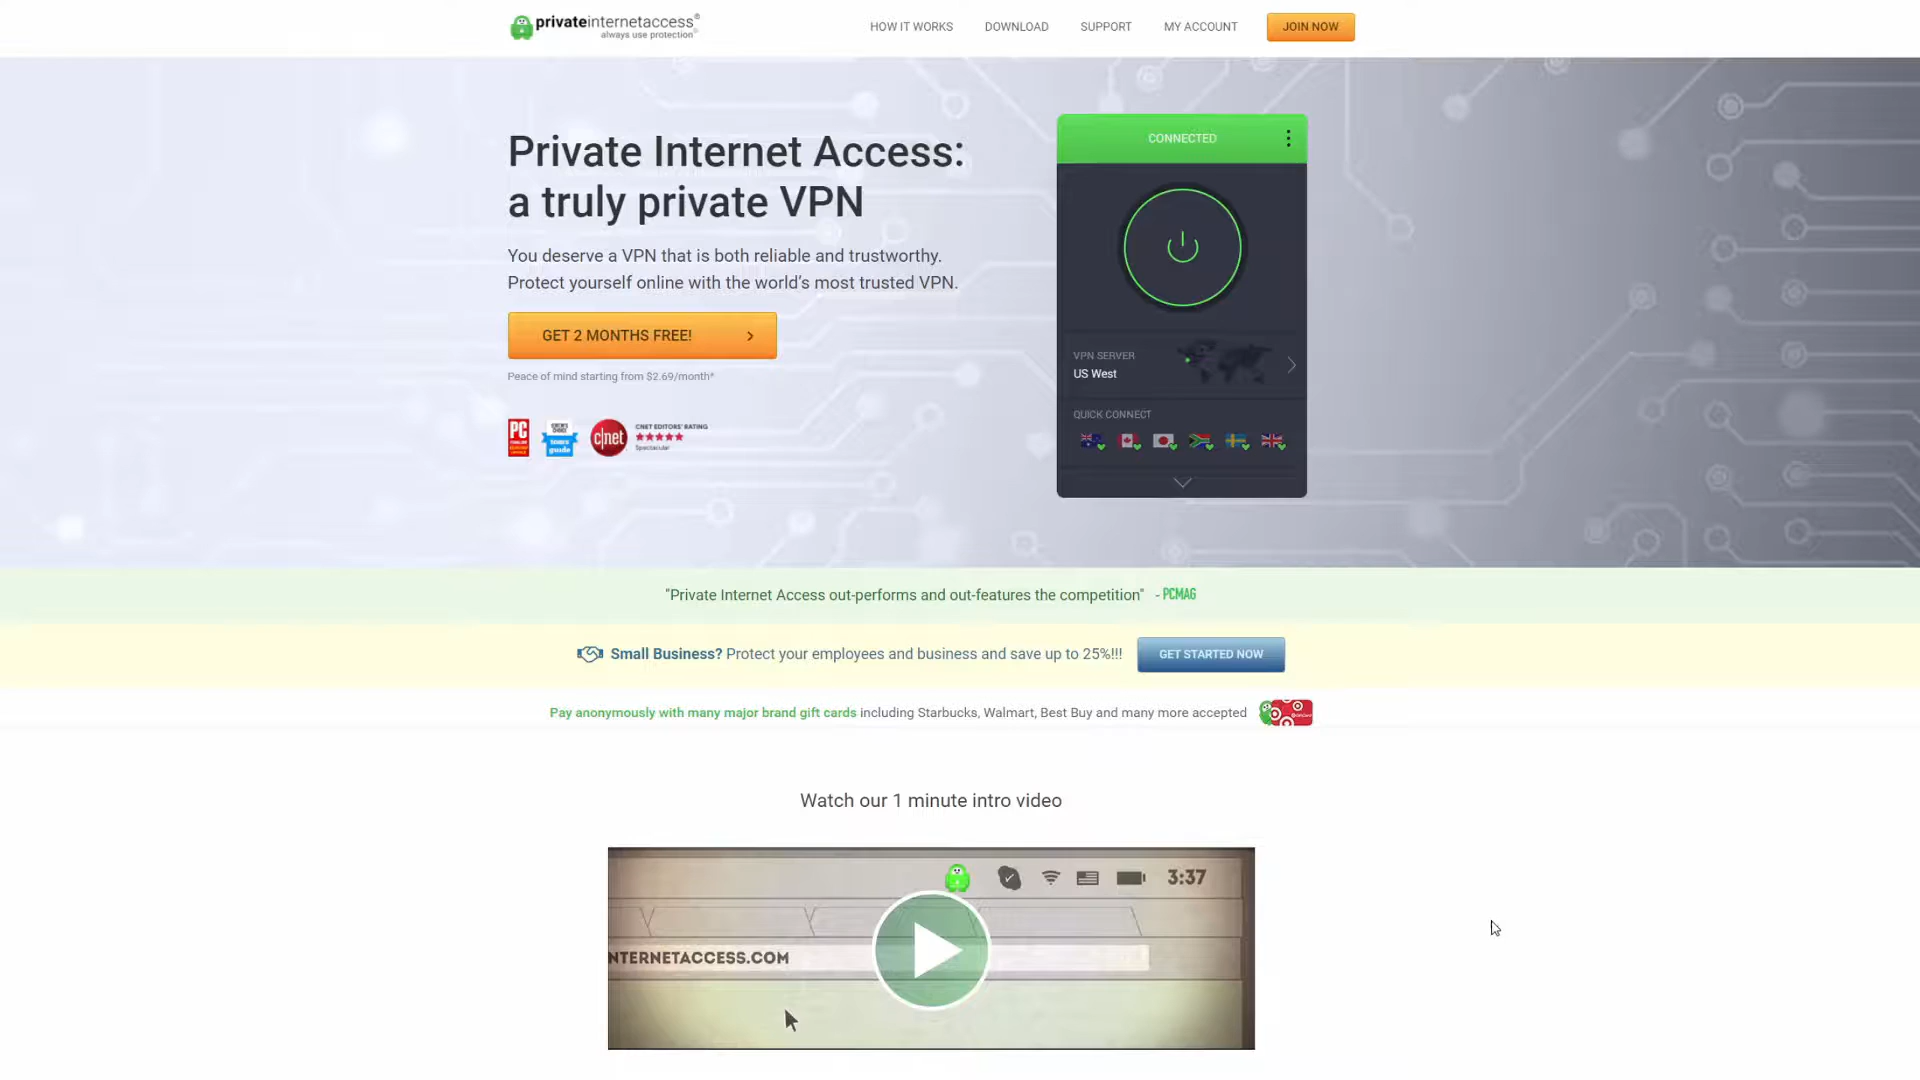 privateinternetaccess®
always use protection®
HOW IT WORKS
DOWNLOAD
SUPPORT
MY ACCOUNT
JOIN NOW
Private Internet Access:
a truly private VPN
You deserve a VPN that is both reliable and trustworthy.
Protect yourself online with the world’s most trusted VPN.
GET 2 MONTHS FREE!
Peace of mind starting from $2.69/month*
PC
tom's
guide
c|net
CNET EDITORS' RATING
Spectacular
CONNECTED
VPN SERVER
US West
QUICK CONNECT
"Private Internet Access out-performs and out-features the competition" - PCMAG
Small Business? Protect your employees and business and save up to 25%!!!
GET STARTED NOW
Pay anonymously with many major brand gift cards including Starbucks, Walmart, Best Buy and many more accepted
Watch our 1 minute intro video
3:37
NTERNETACCESS.COM